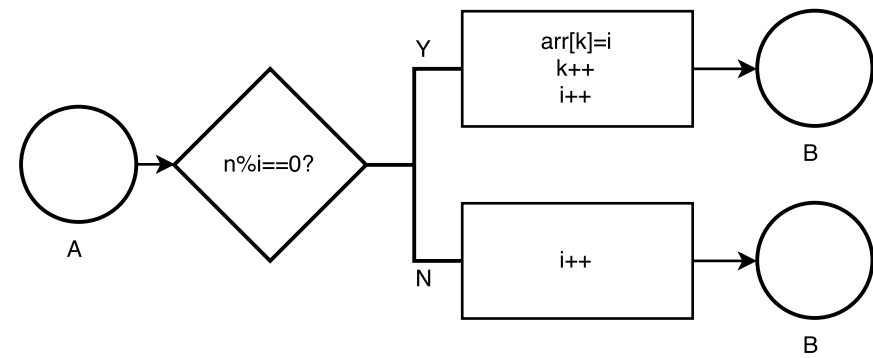 A
n%i==0?
Y
arr[k]=i
k++
i++
B
N
i++
B